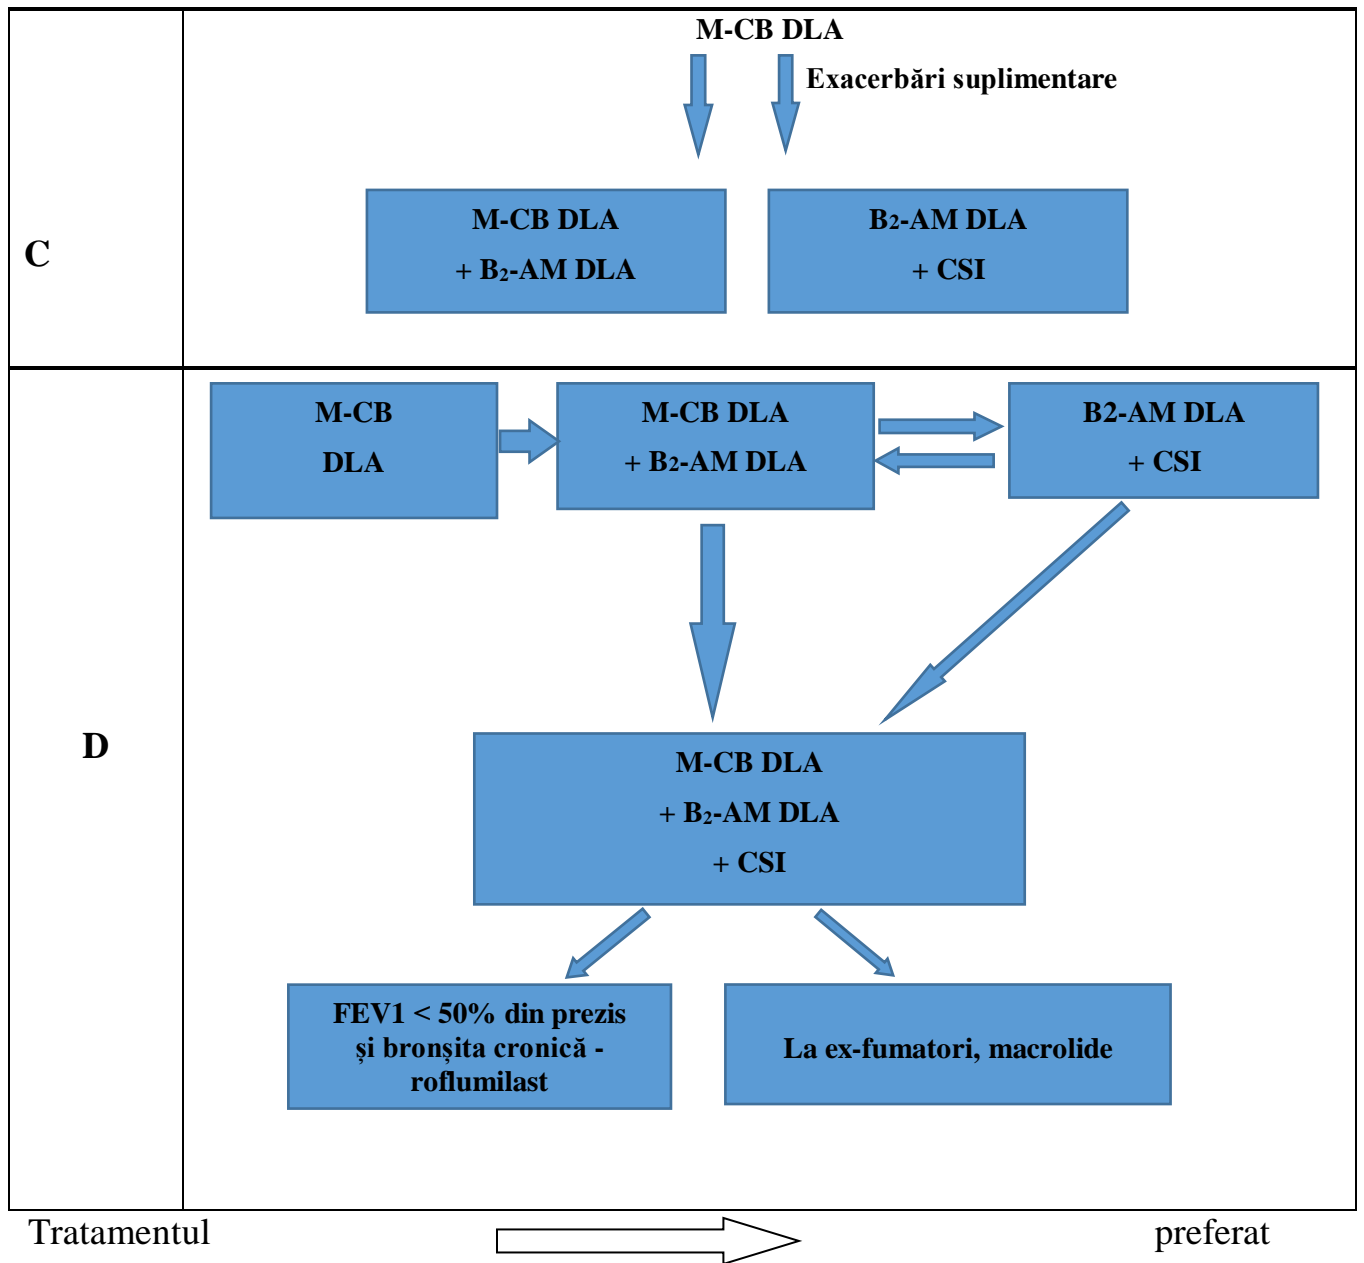 M-CB DLA
Exacerbări suplimentare
C
M-CB DLA
+ B₂-AM DLA
B₂-AM DLA
+ CSI
D
M-CB
DLA
M-CB DLA
+ B₂-AM DLA
B2-AM DLA
+ CSI
M-CB DLA
+ B₂-AM DLA
+ CSI
FEV1 < 50% din prezis
și bronșita cronică -
roflumilast
La ex-fumatori, macrolide
Tratamentul preferat